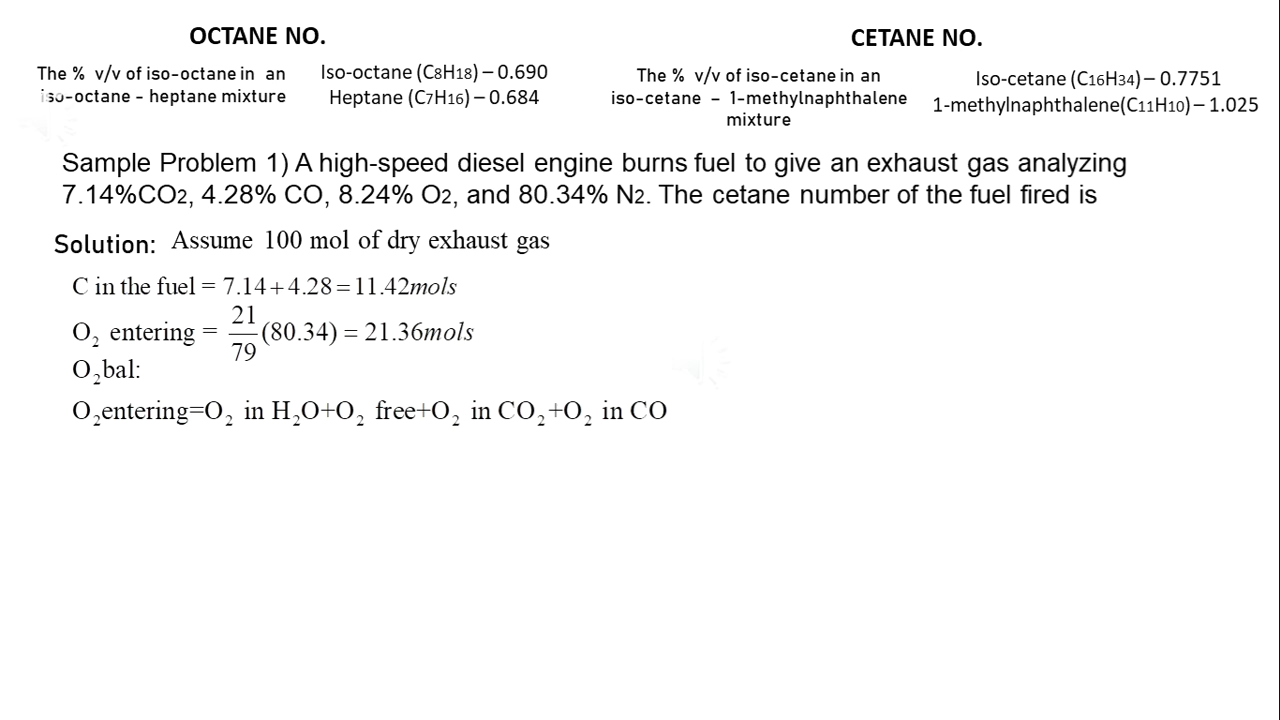 OCTANE NO.
The % v/v of iso-octane in an
iso-octane - heptane mixture
Iso-octane (C8H18) – 0.690
Heptane (C7H16) – 0.684
CETANE NO.
The % v/v of iso-cetane in an
iso-cetane - 1-methylnaphthalene
mixture
Iso-cetane (C16H34) – 0.7751
1-methylnaphthalene(C11H10) – 1.025
Sample Problem 1) A high-speed diesel engine burns fuel to give an exhaust gas analyzing
7.14%CO2, 4.28% CO, 8.24% O2, and 80.34% N2. The cetane number of the fuel fired is
Solution: Assume 100 mol of dry exhaust gas
C in the fuel = 7.14+4.28=11.42mols
O₂ entering = 21/79(80.34) = 21.36mols
O₂bal:
O₂entering=O₂ in H₂O+O₂ free+O₂ in CO₂+O₂ in CO